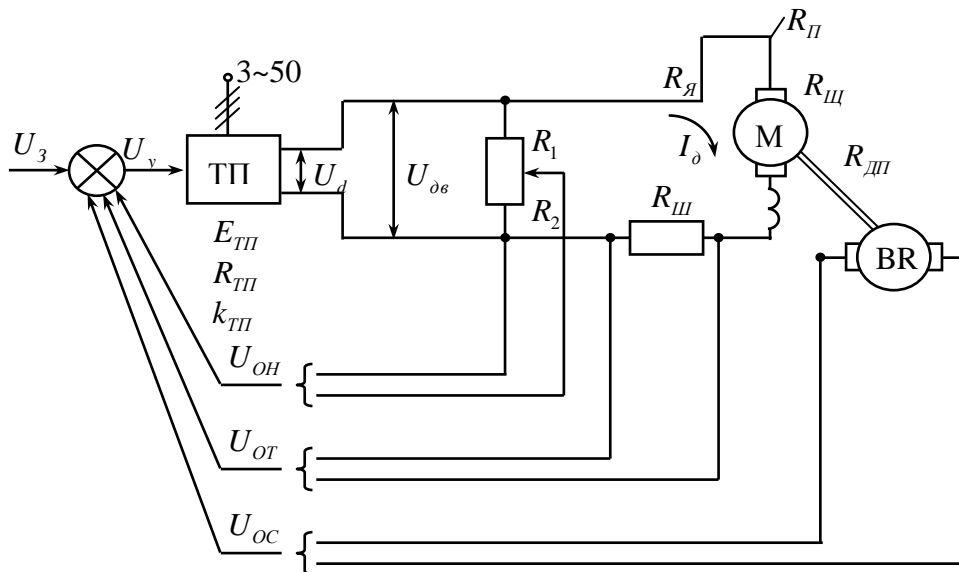 R_П
3~50
R_Я
R_Щ
U_З
U_у
ТП
U_d
U_дв
R_1
I_д
М
R_2
R_Ш
R_ДП
E_ТП
BR
R_ТП
k_ТП
U_ОН
U_ОТ
U_ОС